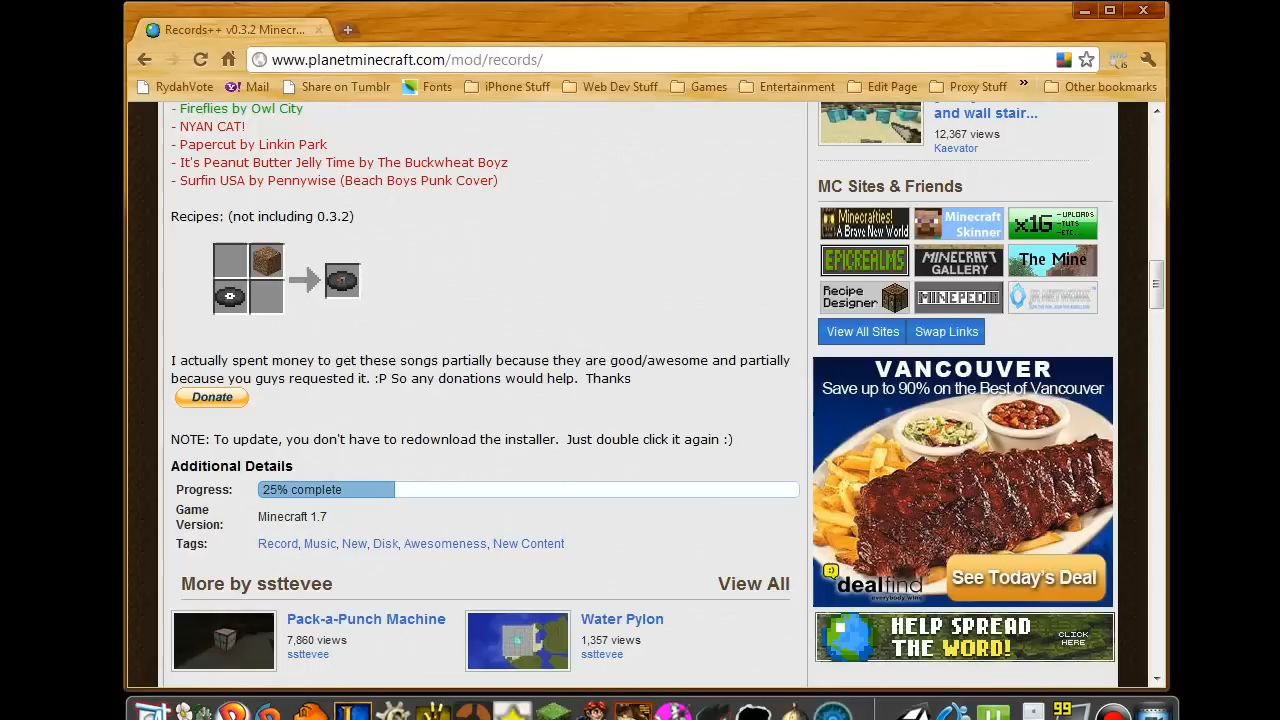 Records++ v0.3.2 Minecr...
www.planetminecraft.com/mod/records/
RydahVote
Mail
Share on Tumblr
Fonts
iPhone Stuff
Web Dev Stuff
Games
Entertainment
Edit Page
Proxy Stuff
»
Other bookmarks
- Fireflies by Owl City
- NYAN CAT!
- Papercut by Linkin Park
- It's Peanut Butter Jelly Time by The Buckwheat Boyz
- Surfin USA by Pennywise (Beach Boys Punk Cover)
Recipes: (not including 0.3.2)
I actually spent money to get these songs partially because they are good/awesome and partially
because you guys requested it. :P So any donations would help. Thanks
Donate
NOTE: To update, you don't have to redownload the installer. Just double click it again :)
Additional Details
Progress:
25% complete
Game
Version:
Minecraft 1.7
Tags:
Record, Music, New, Disk, Awesomeness, New Content
More by ssttevee
View All
Pack-a-Punch Machine
7,860 views
ssttevee
Water Pylon
1,357 views
ssttevee
and wall stair...
12,367 views
Kaevator
MC Sites & Friends
Minecrafties!
A Brave New World
Minecraft
Skinner
x1G
- UPLOADS
- TUTS
- ETC..
EPICREALMS
MINECRAFT
GALLERY
The Mine
Recipe
Designer
MINEPEDIA
View All Sites
Swap Links
VANCOUVER
Save up to 90% on the Best of Vancouver
dealfind
See Today's Deal
HELP SPREAD
THE WORD!
CLICK
HERE
99